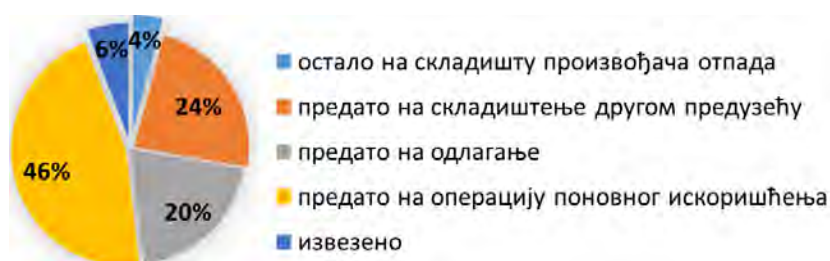 6%
4%
24%
20%
46%
остало на складишту произвођача отпада
предато на складиштење другом предузећу
предато на одлагање
предато на операцију поновног искоришћења
извезено